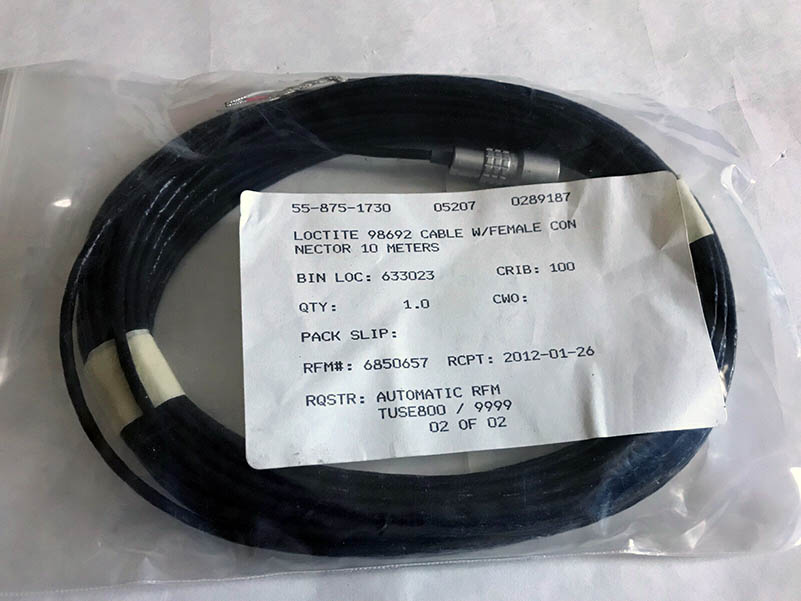 55-875-1730 05207 0289187
LOCTITE 98692 CABLE W/FEMALE CON
NECTOR 10 METERS
BIN LOC: 633023 CRIB: 100
QTY: 1.0 CWO:
PACK SLIP:
RFM#: 6850657 RCPT: 2012-01-26
RQSTR: AUTOMATIC RFM
TUSE800 / 9999
02 OF 02